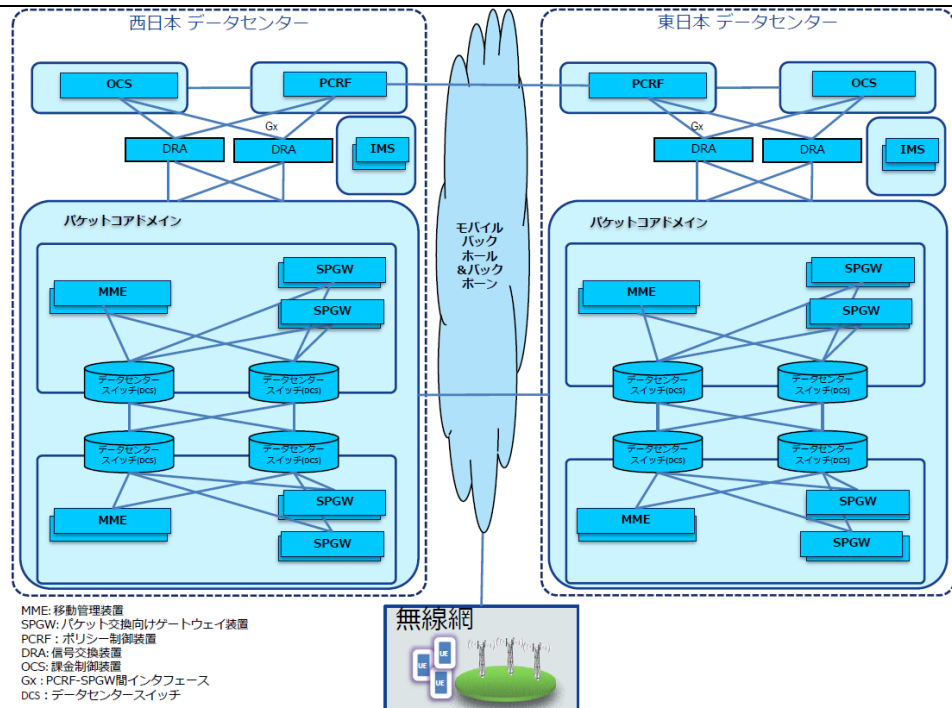 西日本 データセンター
OCS
PCRF
Gx
DRA
DRA
IMS
パケットコアドメイン
MME
SPGW
SPGW
データセンター
スイッチ(DCS)
データセンター
スイッチ(DCS)
データセンター
スイッチ(DCS)
データセンター
スイッチ(DCS)
MME
SPGW
SPGW
モバイル
バック
ホール
&バック
ホーン
東日本 データセンター
PCRF
OCS
Gx
DRA
DRA
IMS
パケットコアドメイン
MME
SPGW
SPGW
データセンター
スイッチ(DCS)
データセンター
スイッチ(DCS)
データセンター
スイッチ(DCS)
データセンター
スイッチ(DCS)
MME
SPGW
SPGW
無線網
UE
UE
UE
MME: 移動管理装置
SPGW: パケット交換向けゲートウェイ装置
PCRF : ポリシー制御装置
DRA: 信号交換装置
OCS: 課金制御装置
Gx : PCRF-SPGW間インタフェース
DCS : データセンタースイッチ